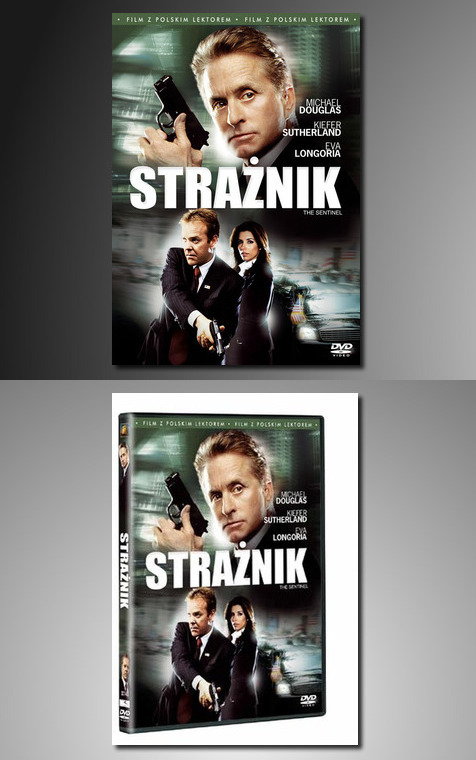 • FILM Z POLSKIM LEKTOREM • FILM Z POLSKIM LEKTOREM •
MICHAEL
DOUGLAS
KIEFER
SUTHERLAND
EVA
LONGORIA
STRAŻNIK
THE SENTINEL
DVD
VIDEO
• FILM Z POLSKIM LEKTOREM • FILM Z POLSKIM LEKTOREM •
MICHAEL
DOUGLAS
KIEFER
SUTHERLAND
EVA
LONGORIA
STRAŻNIK
STRAŻNIK
THE SENTINEL
DVD
VIDEO
DVD